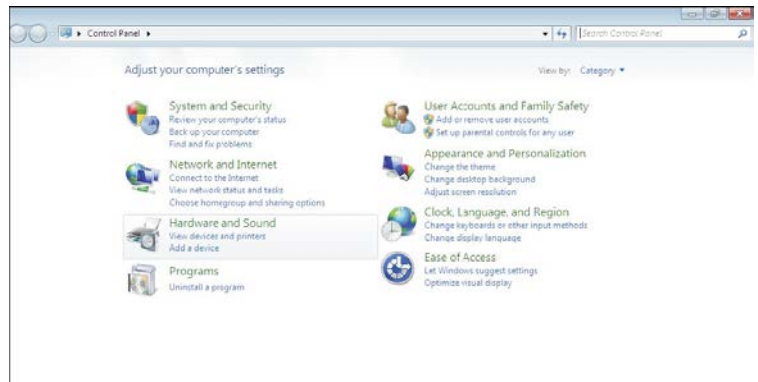 Control Panel
Search Control Panel
Adjust your computer's settings
View by: Category
System and Security
Review your computer's status
Back up your computer
Find and fix problems
Network and Internet
Connect to the Internet
View network status and tasks
Choose homegroup and sharing options
Hardware and Sound
View devices and printers
Add a device
Programs
Uninstall a program
User Accounts and Family Safety
Add or remove user accounts
Set up parental controls for any user
Appearance and Personalization
Change the theme
Change desktop background
Adjust screen resolution
Clock, Language, and Region
Change keyboards or other input methods
Change display language
Ease of Access
Let Windows suggest settings
Optimize visual display